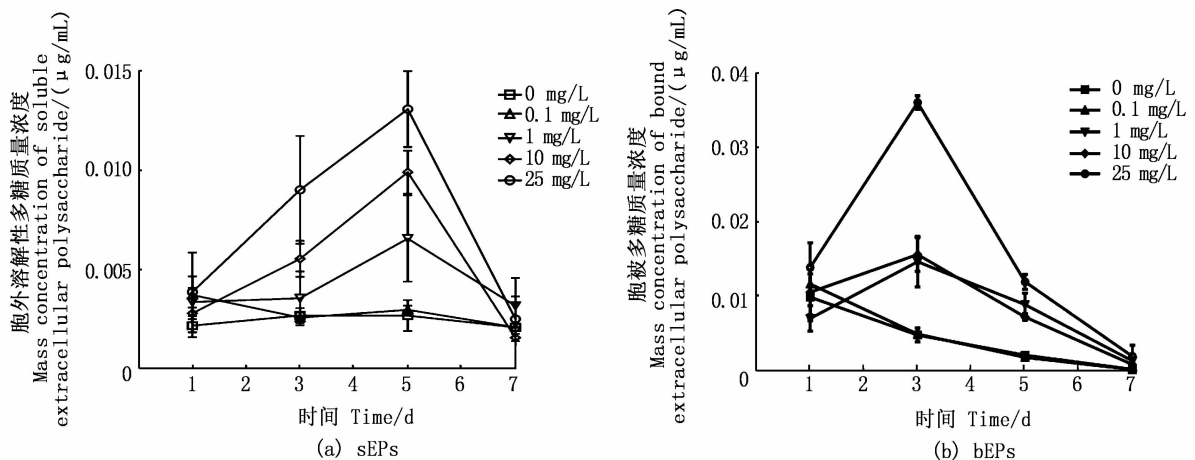 胞外溶解性多糖质量浓度
Mass concentration of soluble
extracellular polysaccharide/(μg/mL)
0.015
0.010
0.005
0
1
2
3
4
5
6
7
时间 Time/d
(a) sEPs
0 mg/L
0.1 mg/L
1 mg/L
10 mg/L
25 mg/L
胞被多糖质量浓度
Mass concentration of bound
extracellular polysaccharide/(μg/mL)
0.04
0.03
0.02
0.01
0
1
2
3
4
5
6
7
时间 Time/d
(b) bEPs
0 mg/L
0.1 mg/L
1 mg/L
10 mg/L
25 mg/L